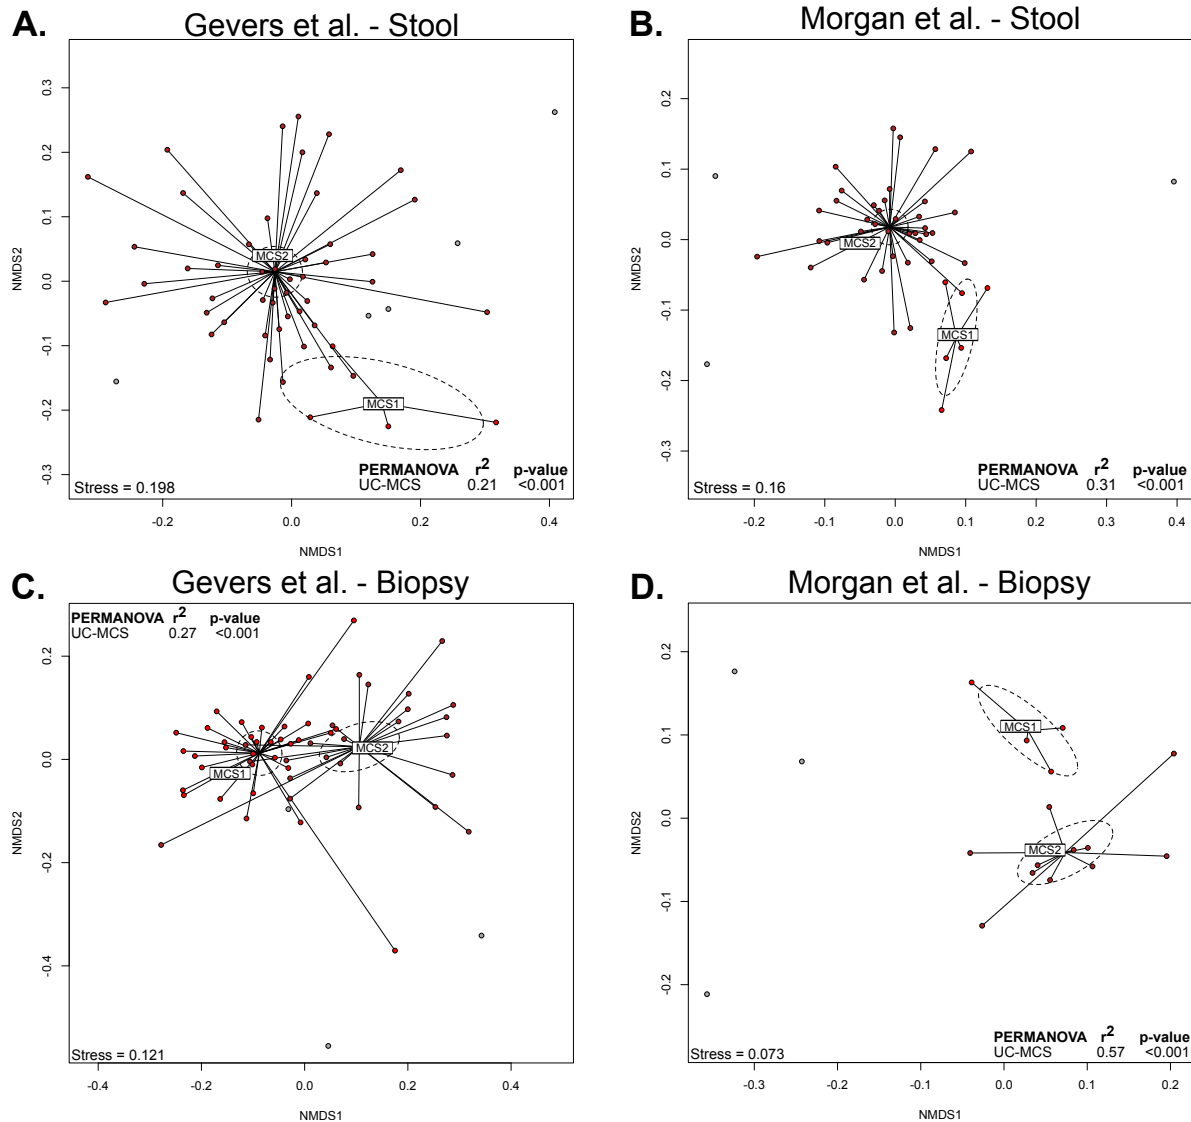 A.
Gevers et al. - Stool
0.3
0.2
0.1
0.0
-0.1
-0.2
-0.3
NMDS2
MCS2
MCS1
PERMANOVA r2 p-value
UC-MCS 0.21 <0.001
Stress = 0.198
-0.2 0.0 0.2 0.4
NMDS1
B.
Morgan et al. - Stool
0.2
0.1
0.0
-0.1
-0.2
-0.3
NMDS2
MCS2
MCS1
PERMANOVA r2 p-value
UC-MCS 0.31 <0.001
Stress = 0.16
-0.2 -0.1 0.0 0.1 0.2 0.3 0.4
NMDS1
C.
Gevers et al. - Biopsy
PERMANOVA r2 p-value
UC-MCS 0.27 <0.001
0.2
0.0
-0.2
-0.4
NMDS2
MCS2
MCS1
Stress = 0.121
-0.4 -0.2 0.0 0.2 0.4
NMDS1
D.
Morgan et al. - Biopsy
0.2
0.1
0.0
-0.1
-0.2
NMDS2
MCS1
MCS2
PERMANOVA r2 p-value
UC-MCS 0.57 <0.001
Stress = 0.073
-0.3 -0.2 -0.1 0.0 0.1 0.2
NMDS1